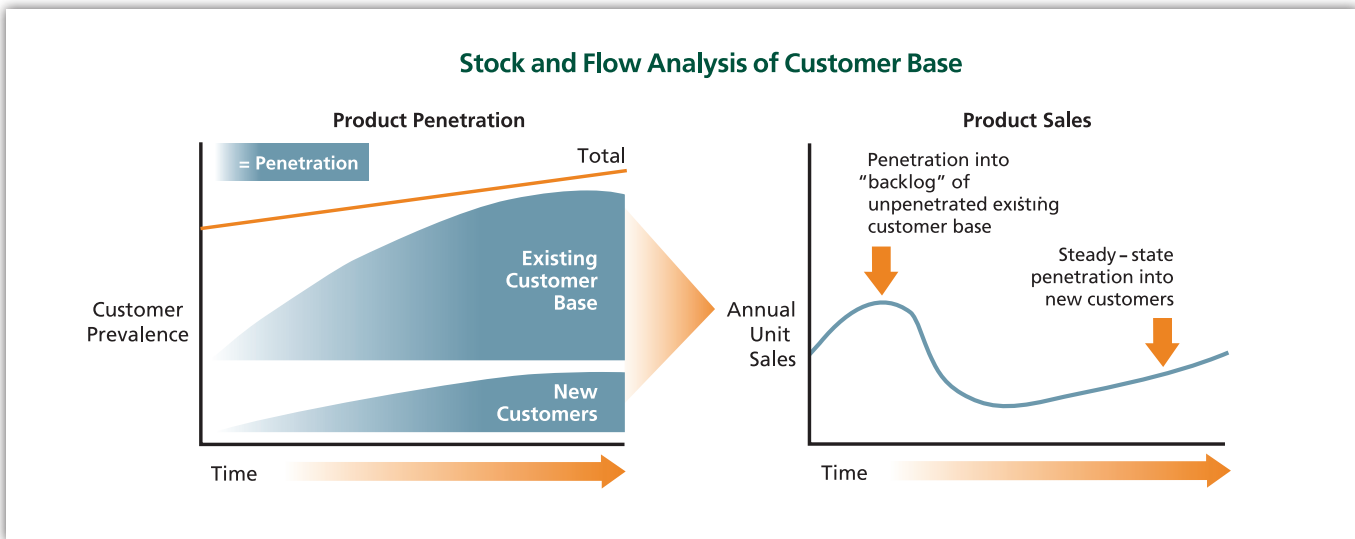 Stock and Flow Analysis of Customer Base
Product Penetration
= Penetration
Total
Existing
Customer
Base
New
Customers
Customer
Prevalence
Time
Product Sales
Penetration into
“backlog” of
unpenetrated existing
customer base
Steady – state
penetration into
new customers
Annual
Unit
Sales
Time